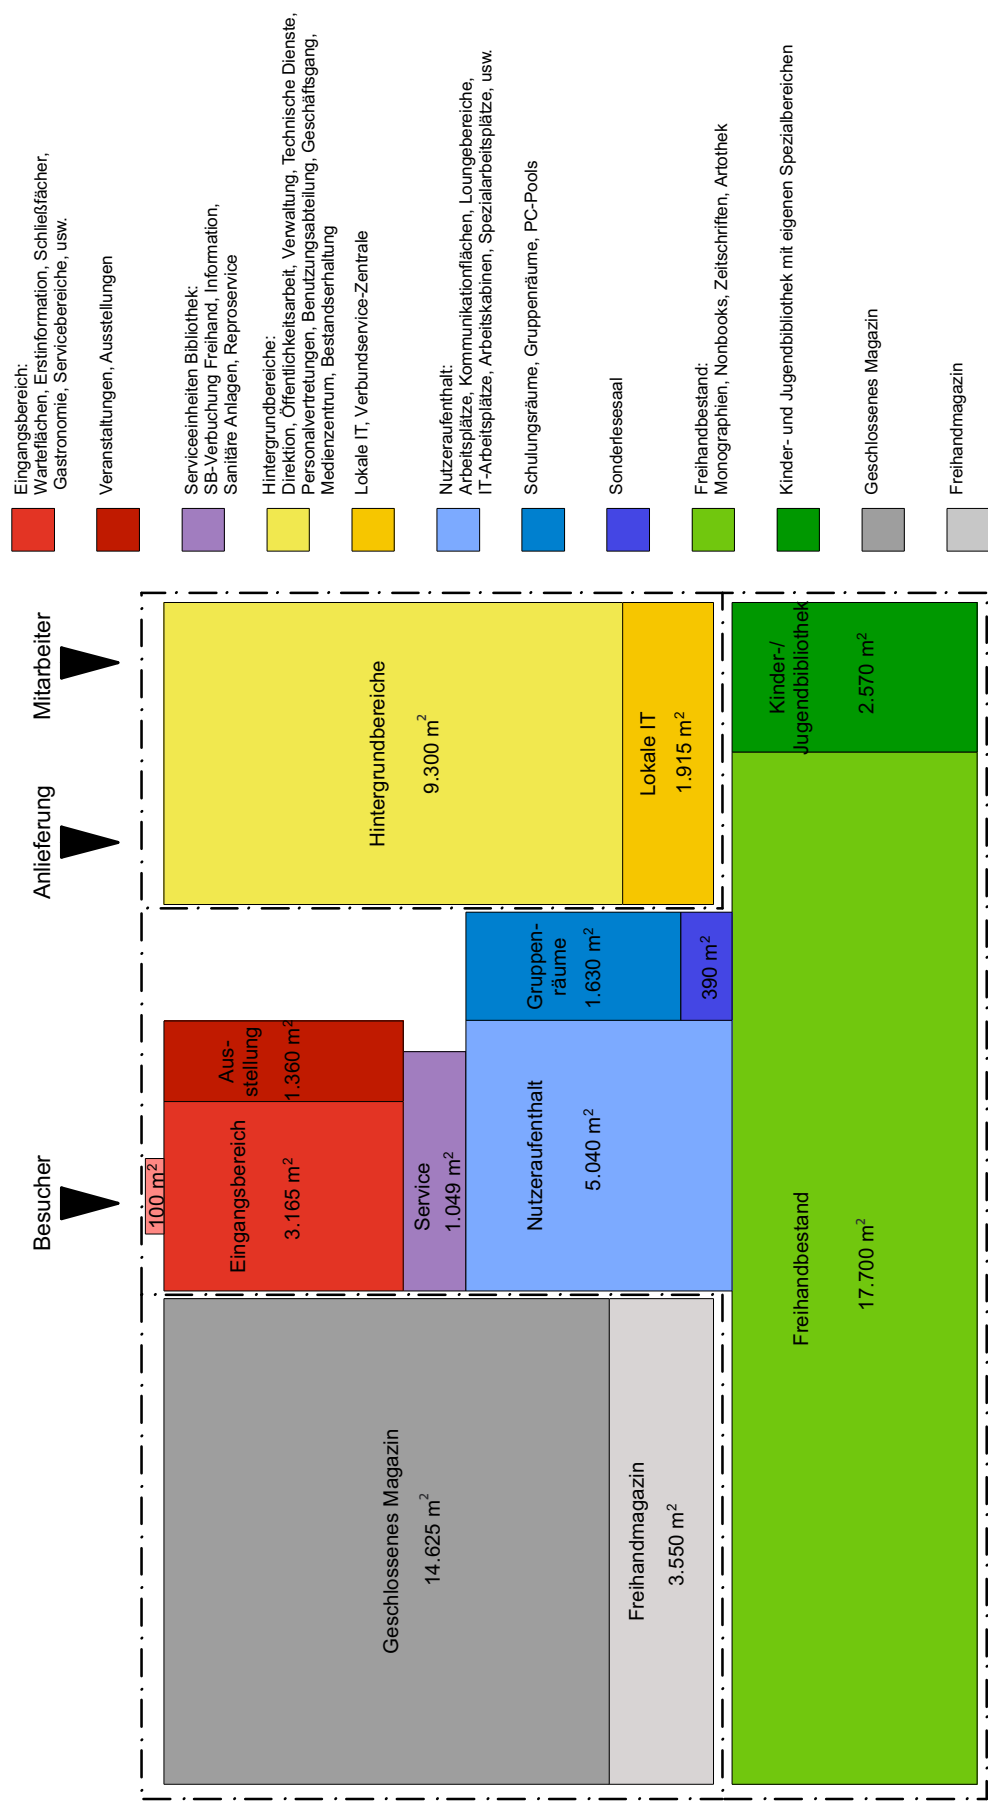 Besucher
Anlieferung
Mitarbeiter
100 m²
Geschlossenes Magazin
14.625 m²
Freihandmagazin
3.550 m²
Eingangsbereich
3.165 m²
Aus-
stellung
1.360 m²
Service
1.049 m²
Nutzeraufenthalt
5.040 m²
Gruppen-
räume
1.630 m²
390 m²
Hintergrundbereiche
9.300 m²
Lokale IT
1.915 m²
Freihandbestand
17.700 m²
Kinder-/
Jugendbibliothek
2.570 m²
Eingangsbereich:
Warteflächen, Erstinformation, Schließfächer,
Gastronomie, Servicebereiche, usw.
Veranstaltungen, Ausstellungen
Serviceeinheiten Bibliothek:
SB-Verbuchung Freihand, Information,
Sanitäre Anlagen, Reproservice
Hintergrundbereiche:
Direktion, Öffentlichkeitsarbeit, Verwaltung, Technische Dienste,
Personalvertretungen, Benutzungsabteilung, Geschäftsgang,
Medienzentrum, Bestandserhaltung
Lokale IT, Verbundservice-Zentrale
Nutzeraufenthalt:
Arbeitsplätze, Kommunikationflächen, Loungebereiche,
IT-Arbeitsplätze, Arbeitskabinen, Spezialarbeitsplätze, usw.
Schulungsräume, Gruppenräume, PC-Pools
Sonderlesesaal
Freihandbestand:
Monographien, Nonbooks, Zeitschriften, Artothek
Kinder- und Jugendbibliothek mit eigenen Spezialbereichen
Geschlossenes Magazin
Freihandmagazin